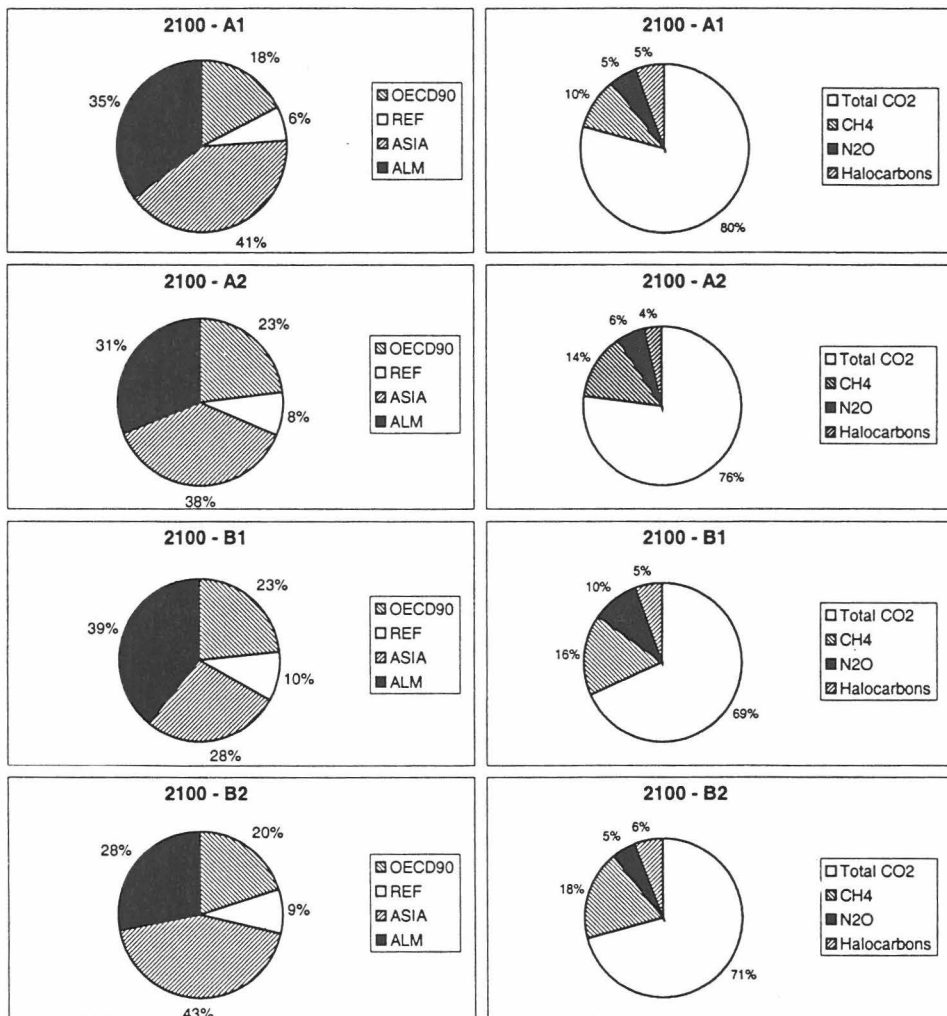 2100 - A1
18%
6%
41%
35%
OECD90
REF
ASIA
ALM
2100 - A1
5%
5%
10%
80%
Total CO2
CH4
N2O
Halocarbons
2100 - A2
23%
8%
38%
31%
OECD90
REF
ASIA
ALM
2100 - A2
4%
6%
14%
76%
Total CO2
CH4
N2O
Halocarbons
2100 - B1
23%
10%
28%
39%
OECD90
REF
ASIA
ALM
2100 - B1
5%
10%
16%
69%
Total CO2
CH4
N2O
Halocarbons
2100 - B2
20%
9%
43%
28%
OECD90
REF
ASIA
ALM
2100 - B2
6%
5%
18%
71%
Total CO2
CH4
N2O
Halocarbons